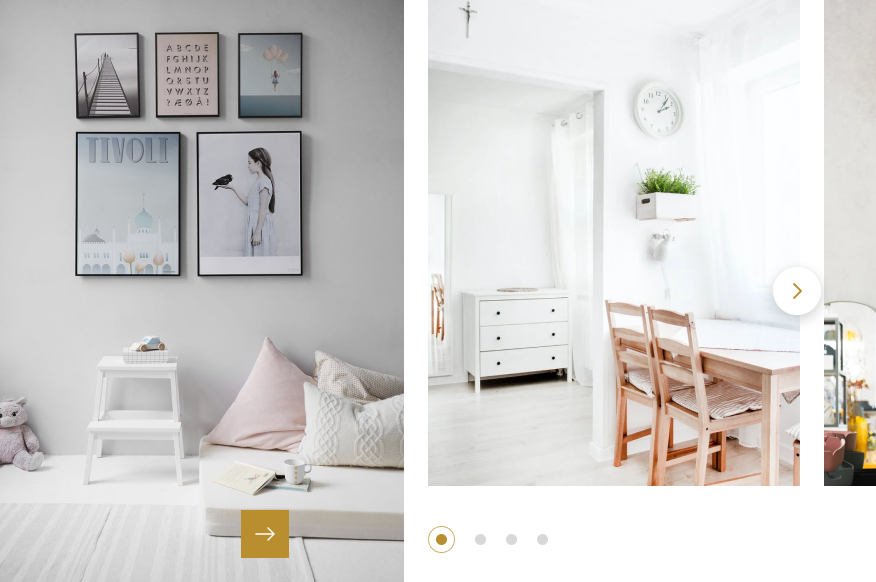 A B C D E
F G H I J K
L M N O P
Q R S T U
V W X Y Z
? Æ Ø Å !
TIVOLI